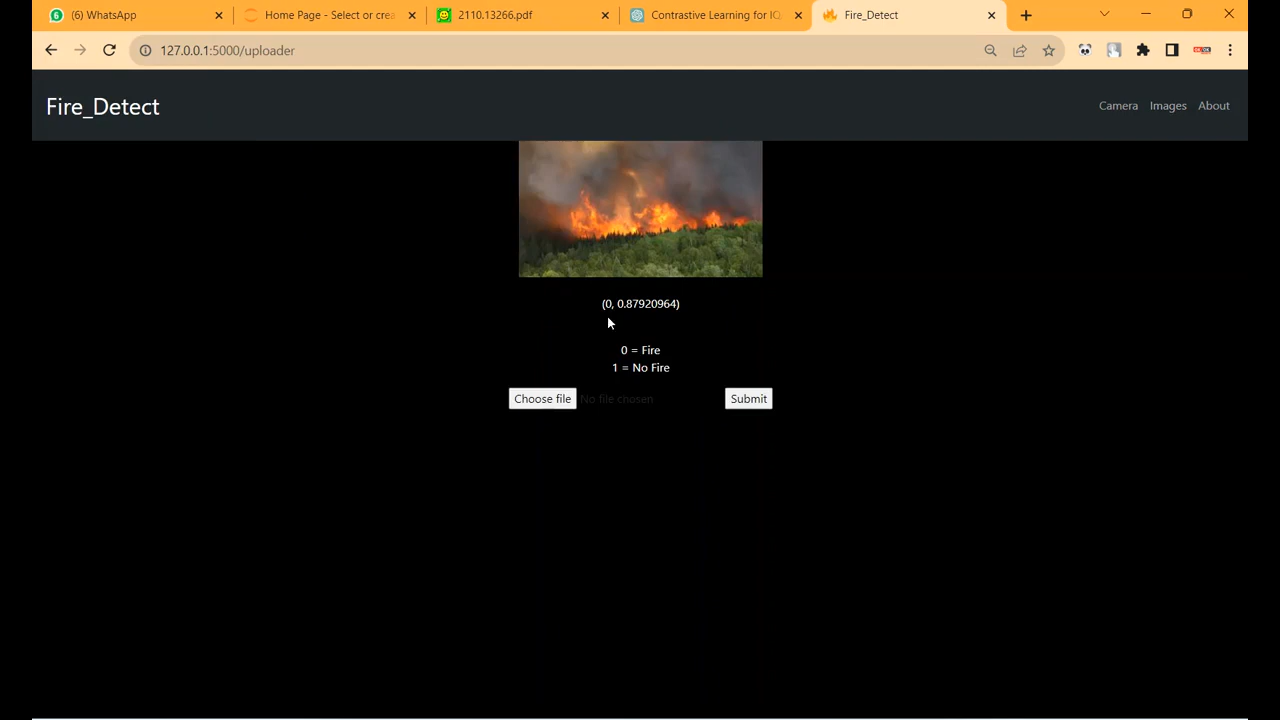 6 (6) WhatsApp
Home Page - Select or crea
2110.13266.pdf
Contrastive Learning for IQ
Fire_Detect
127.0.0.1:5000/uploader
Fire_Detect
Camera Images About
(0, 0.87920964)
0 = Fire
1 = No Fire
Choose file No file chosen Submit